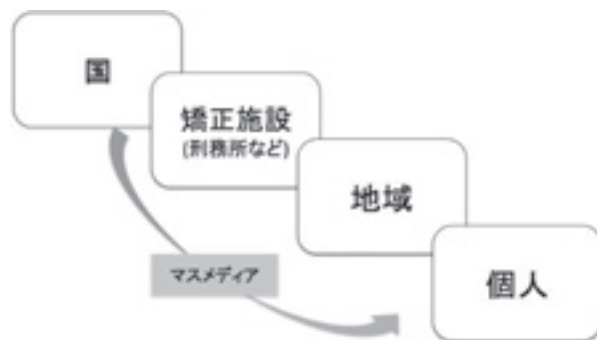 国
矯正施設
(刑務所など)
地域
マスメディア
個人